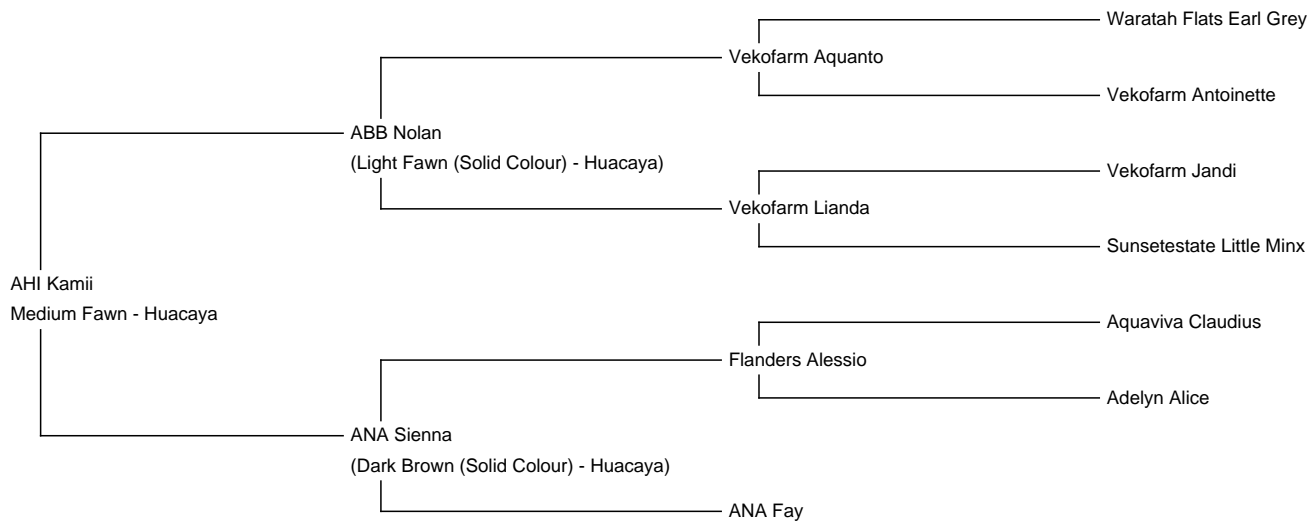 Waratah Flats Earl Grey
Vekofarm Aquanto
Vekofarm Antoinette
ABB Nolan
(Light Fawn (Solid Colour) - Huacaya)
Vekofarm Jandi
Vekofarm Lianda
Sunsetestate Little Minx
AHI Kamii
Medium Fawn - Huacaya
Aquaviva Claudius
Flanders Alessio
Adelyn Alice
ANA Sienna
(Dark Brown (Solid Colour) - Huacaya)
ANA Fay